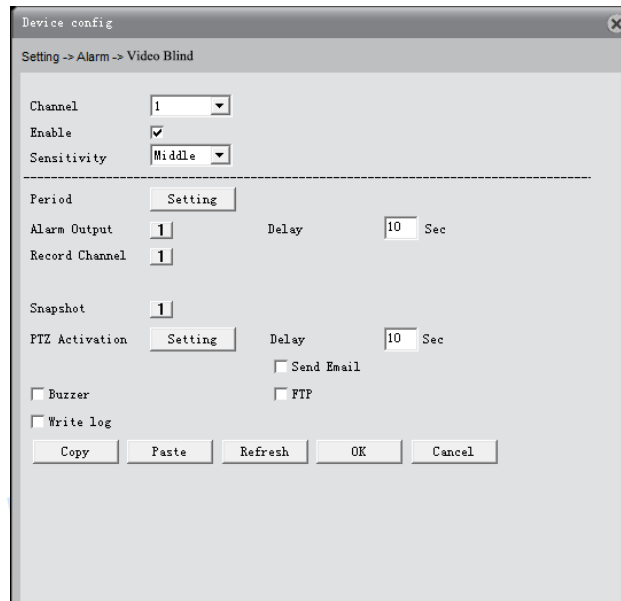 Device config
Setting -> Alarm -> Video Blind
Channel 1
Enable
Sensitivity Middle
Period Setting
Alarm Output 1 Delay 10 Sec
Record Channel 1
Snapshot 1
PTZ Activation Setting Delay 10 Sec
Send Email
Buzzer FTP
Write log
Copy Paste Refresh OK Cancel